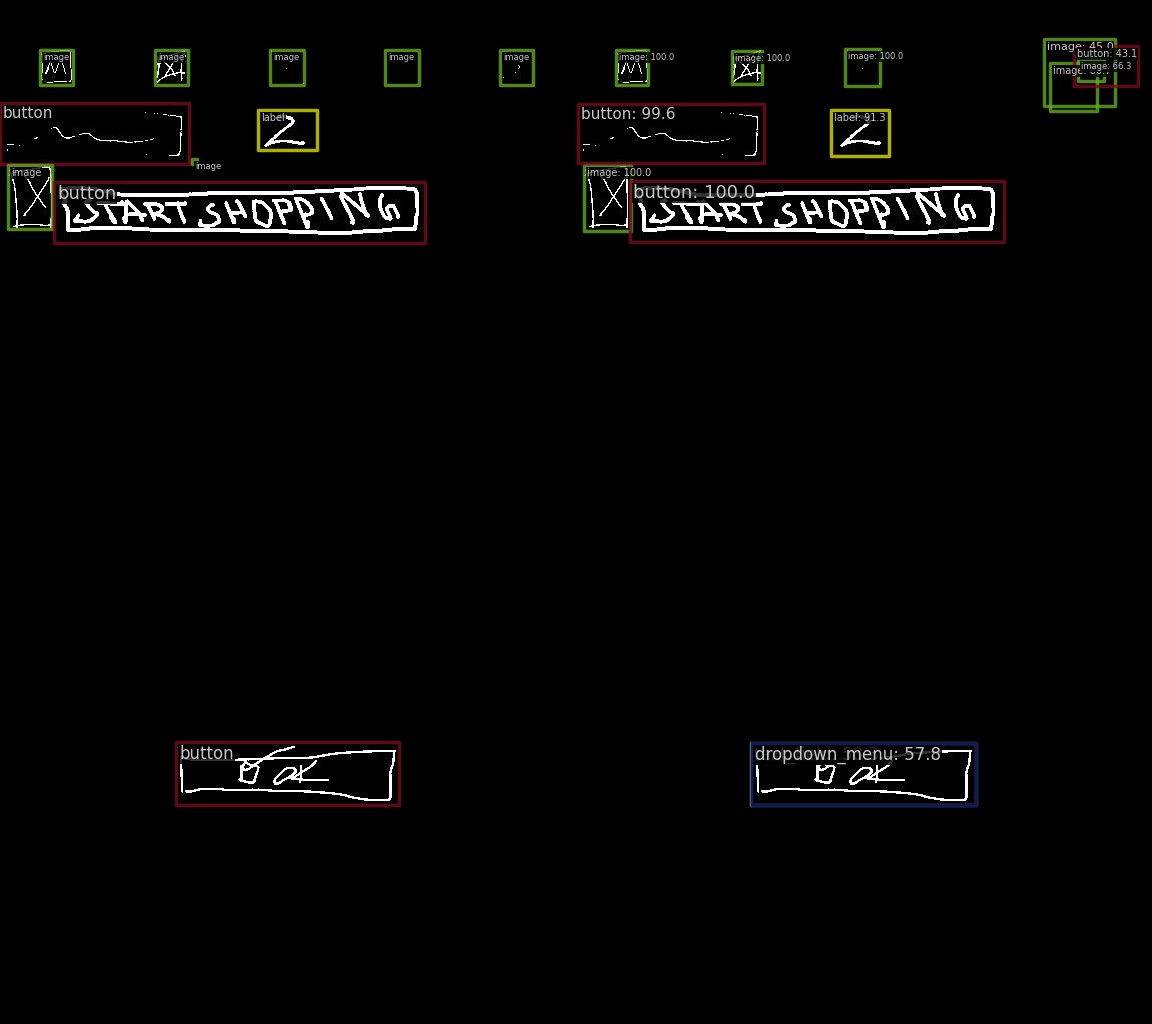 image image image image image image: 100.0 image: 100.0 image: 100.0 image: 45.0
button: 43.1
image: 66.3
button label button: 99.6 label: 91.3
2 2
image image image: 100.0
button button: 100.0
START SHOPPING START SHOPPING
button dropdown_menu: 57.8
OK OK